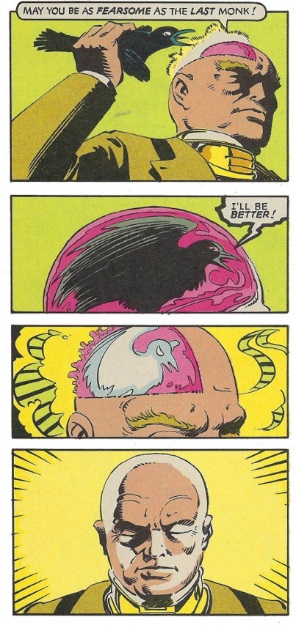 MAY YOU BE AS FEARSOME AS THE LAST MONK!
I'LL BE
BETTER!